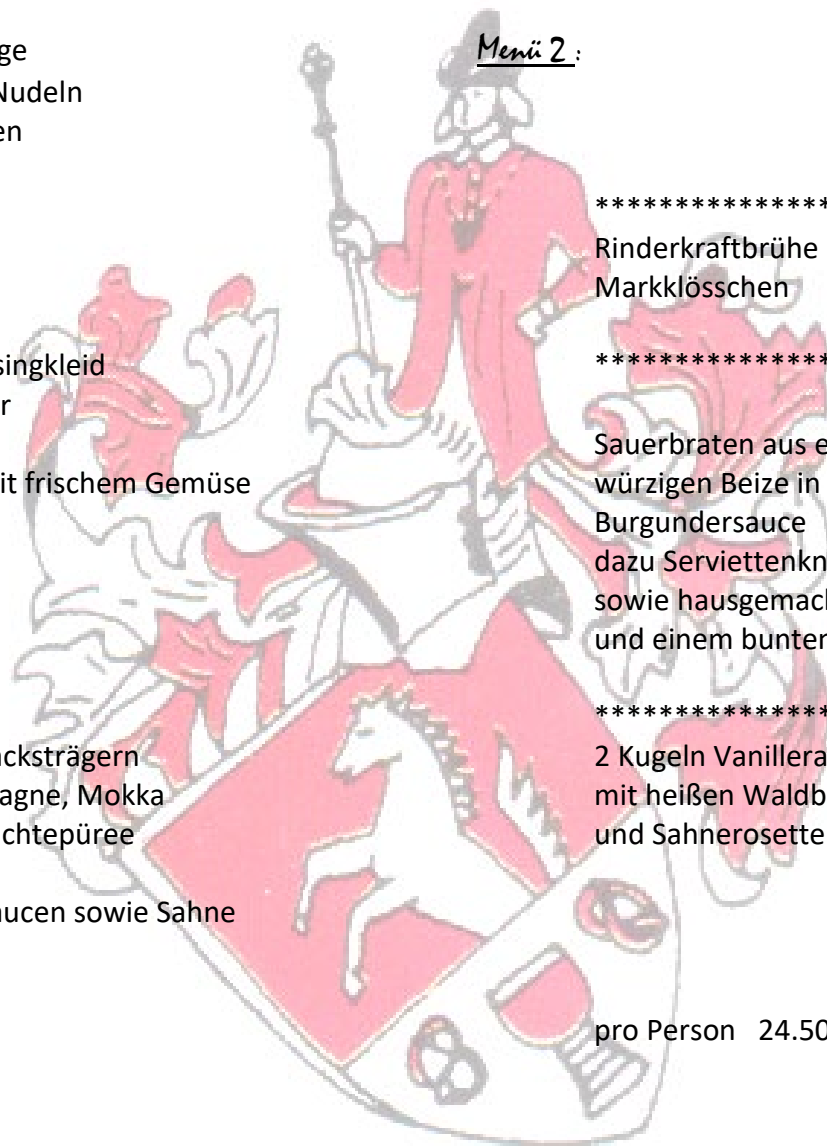 ge
Nudeln
en
singkleid
r
it frischem Gemüse
cksträgern
agne, Mokka
chtepüree
aucen sowie Sahne
Menü 2 :
***************
Rinderkraftbrühe
Markklösschen
***************
Sauerbraten aus e
würzigen Beize in
Burgundersauce
dazu Serviettenkn
sowie hausgemach
und einem bunter
***************
2 Kugeln Vanillera
mit heißen Waldb
und Sahnerosette
pro Person 24.50